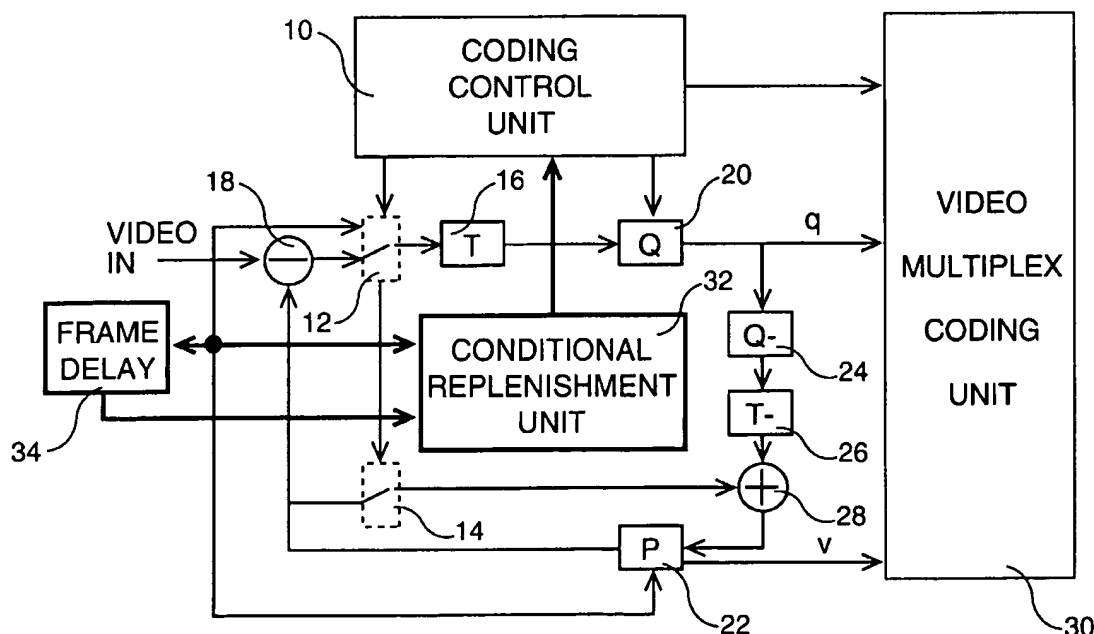 10
CODING
CONTROL
UNIT
18
16
20
VIDEO
IN
T
Q
q
12
32
FRAME
DELAY
34
CONDITIONAL
REPLENISHMENT
UNIT
Q-
24
T-
26
28
14
P
v
22
VIDEO
MULTIPLEX
CODING
UNIT
30